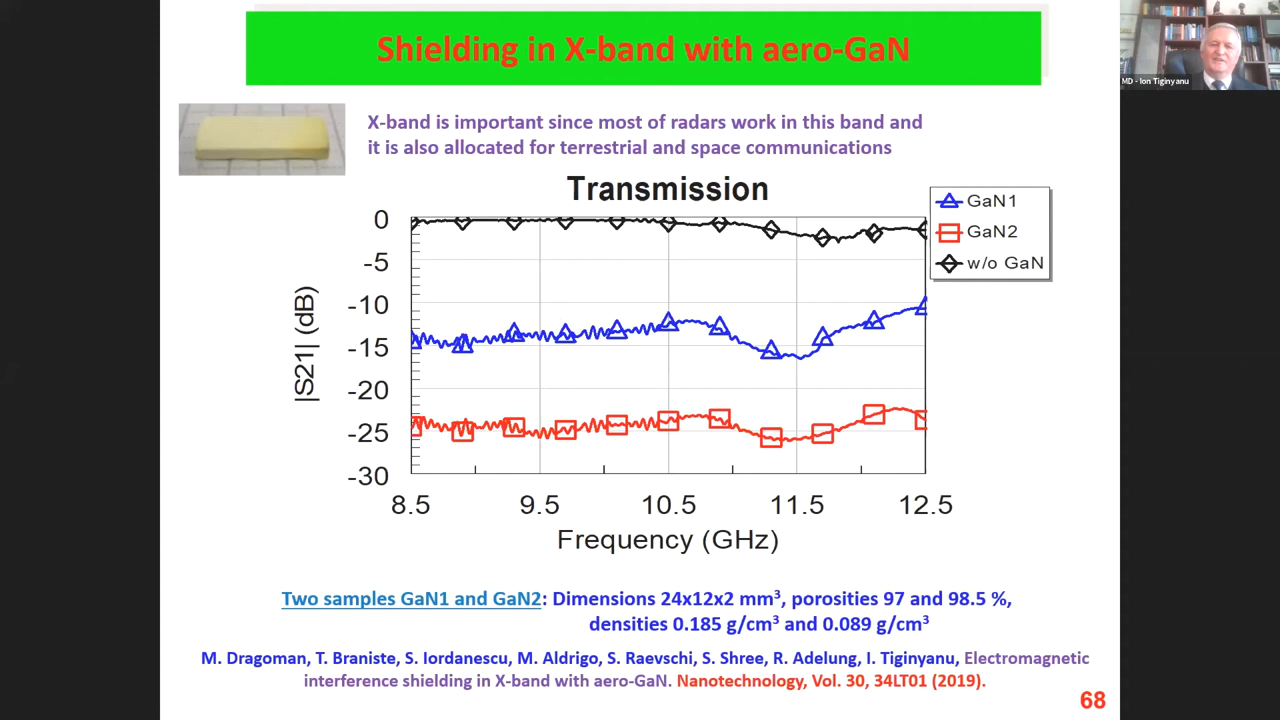 Shielding in X-band with aero-GaN
MD - Ion Tiginyanu
X-band is important since most of radars work in this band and
it is also allocated for terrestrial and space communications
Transmission
GaN1
GaN2
w/o GaN
0
-5
-10
-15
-20
-25
-30
|S21| (dB)
8.5 9.5 10.5 11.5 12.5
Frequency (GHz)
Two samples GaN1 and GaN2: Dimensions 24x12x2 mm³, porosities 97 and 98.5 %,
densities 0.185 g/cm³ and 0.089 g/cm³
M. Dragoman, T. Braniste, S. Iordanescu, M. Aldrigo, S. Raevschi, S. Shree, R. Adelung, I. Tiginyanu, Electromagnetic
interference shielding in X-band with aero-GaN. Nanotechnology, Vol. 30, 34LT01 (2019).
68